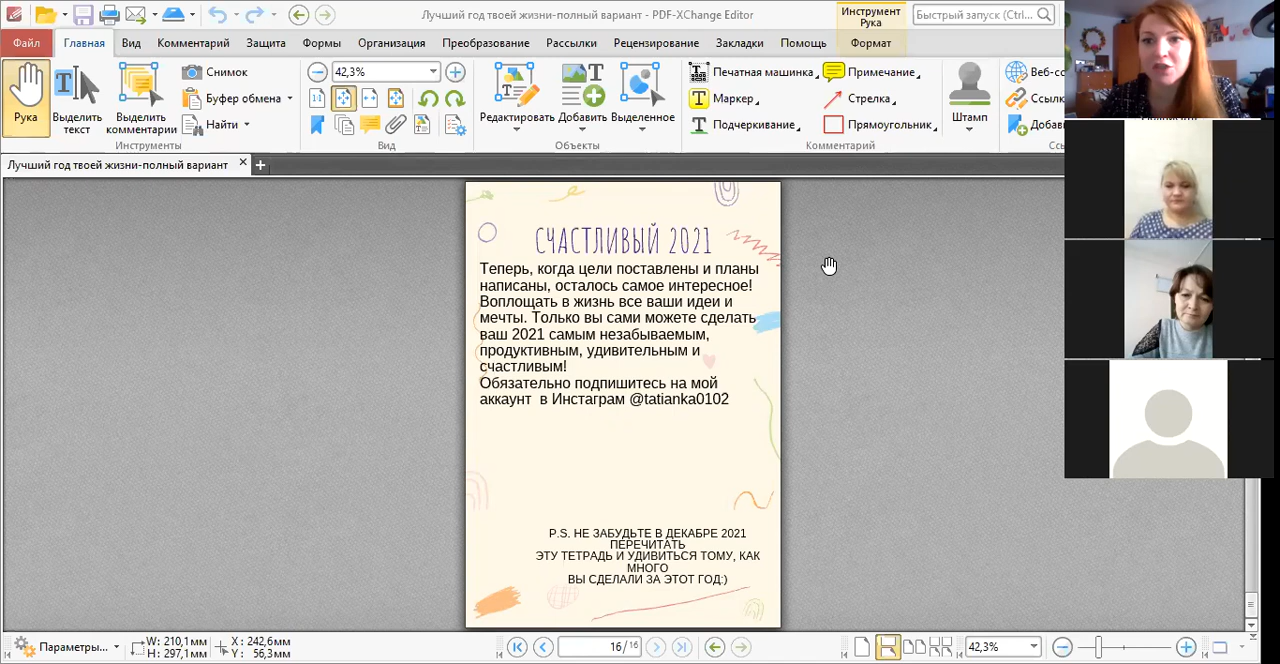 Лучший год твоей жизни-полный вариант - PDF-XChange Editor
Инструмент
Рука
Быстрый запуск (Ctrl...
Файл
Главная
Вид
Комментарий
Защита
Формы
Организация
Преобразование
Рассылки
Рецензирование
Закладки
Помощь
Формат
Рука
Выделить
текст
Выделить
комментарии
Снимок
Буфер обмена
Найти
Инструменты
42,3%
Вид
Редактировать
Добавить
Выделенное
Объекты
Печатная машинка
Маркер
Подчеркивание
Примечание
Стрелка
Прямоугольник
Штамп
Комментарий
Веб-сс
Ссылк
Добав
Сс
Лучший год твоей жизни-полный вариант
СЧАСТЛИВЫЙ 2021
Теперь, когда цели поставлены и планы
написаны, осталось самое интересное!
Воплощать в жизнь все ваши идеи и
мечты. Только вы сами можете сделать
ваш 2021 самым незабываемым,
продуктивным, удивительным и
счастливым!
Обязательно подпишитесь на мой
аккаунт в Инстаграм @tatianka0102
P.S. НЕ ЗАБУДЬТЕ В ДЕКАБРЕ 2021
ПЕРЕЧИТАТЬ
ЭТУ ТЕТРАДЬ И УДИВИТЬСЯ ТОМУ, КАК
МНОГО
ВЫ СДЕЛАЛИ ЗА ЭТОТ ГОД:)
Параметры...
W: 210,1мм
H: 297,1мм
X: 242,6мм
Y: 56,3мм
16 / 16
42,3%